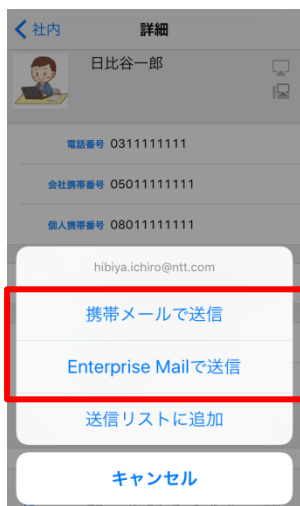 社内
詳細
日比谷一郎
電話番号 0311111111
会社携帯番号 05011111111
個人携帯番号 08011111111
hibiya.ichiro@ntt.com
携帯メールで送信
Enterprise Mailで送信
送信リストに追加
キャンセル